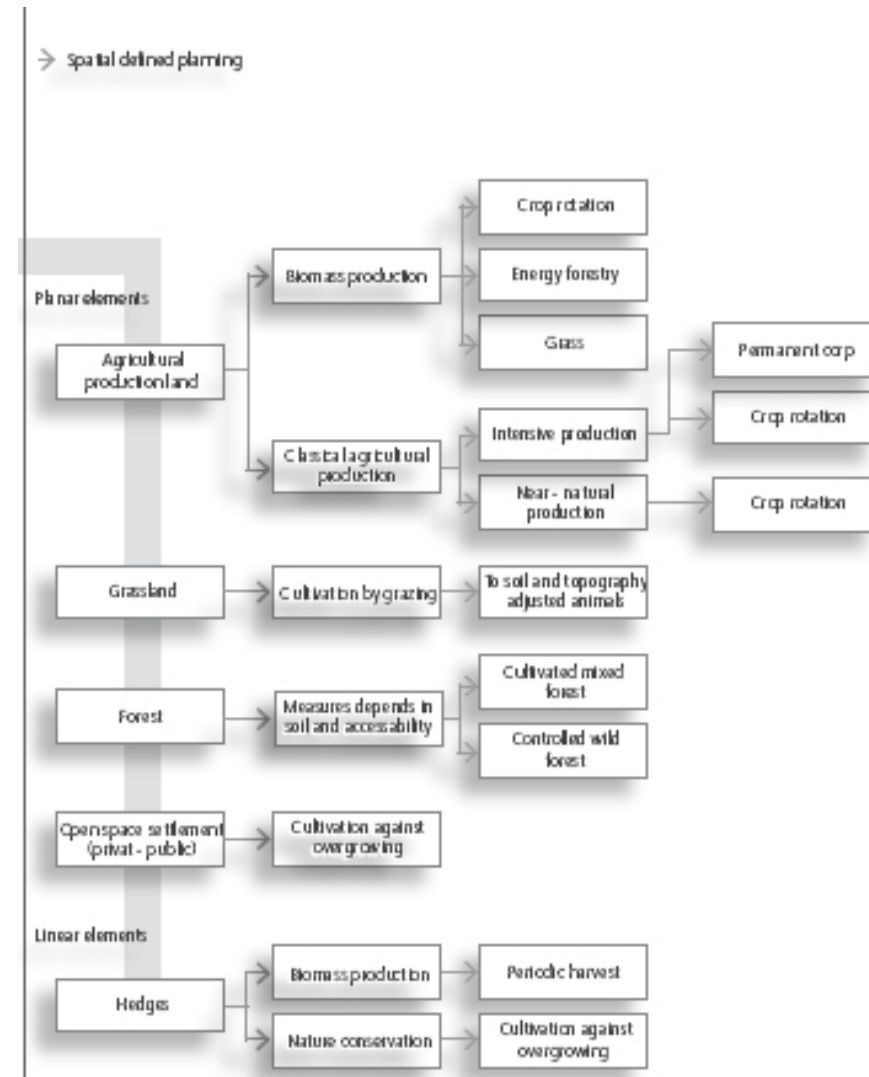 Spatial defined planning
Crop rotation
Biomass production
Energy forestry
Planar elements
Grass
Permanent corp
Agricultural
production land
Crop rotation
Intensive production
Classical agricultural
production
Near - natural
production
Crop rotation
Grassland
Cultivation by grazing
To soil and topography
adjusted animals
Cultivated mixed
forest
Forest
Measures depends in
soil and accessability
Controlled wild
forest
Open space settlement
(privat - public)
Cultivation against
overgrowing
Linear elements
Biomass production
Periodic harvest
Hedges
Nature conservation
Cultivation against
overgrowing